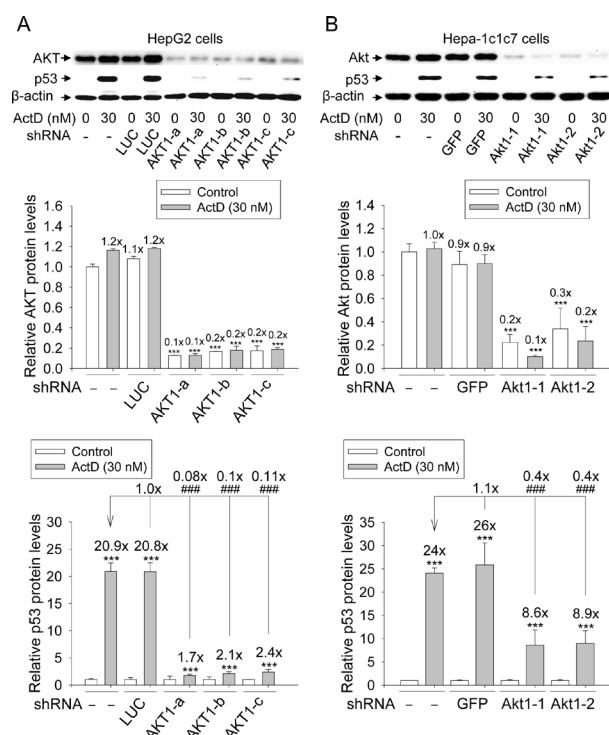 A
HepG2 cells
AKT
p53
β-actin
ActD (nM) 0 30 0 30 0 30 0 30 0 30
shRNA – – LUC LUC AKT1-a AKT1-a AKT1-b AKT1-b AKT1-c AKT1-c
Control
ActD (30 nM)
Relative AKT protein levels
1.6
1.4
1.2
1.0
0.8
0.6
0.4
0.2
0.0
1.2x 1.1x 1.2x
0.1x 0.1x 0.2x 0.2x 0.2x 0.2x
*** *** *** *** *** ***
shRNA – – LUC AKT1-a AKT1-b AKT1-c
Control
ActD (30 nM)
1.0x 0.08x 0.1x 0.11x
### ### ###
Relative p53 protein levels
35
30
25
20
15
10
5
0
20.9x 20.8x
*** ***
1.7x 2.1x 2.4x
*** *** ***
shRNA – – LUC AKT1-a AKT1-b AKT1-c
B
Hepa-1c1c7 cells
Akt
p53
β-actin
ActD (nM) 0 30 0 30 0 30 0 30
shRNA – – GFP GFP Akt1-1 Akt1-1 Akt1-2 Akt1-2
Control
ActD (30 nM)
Relative Akt protein levels
1.4
1.2
1.0
0.8
0.6
0.4
0.2
0.0
1.0x 0.9x 0.9x
0.2x 0.1x 0.3x 0.2x
*** *** *** ***
shRNA – – GFP Akt1-1 Akt1-2
Control
ActD (30 nM)
1.1x 0.4x 0.4x
### ###
Relative p53 protein levels
35
30
25
20
15
10
5
0
24x 26x
*** ***
8.6x 8.9x
*** ***
shRNA – – GFP Akt1-1 Akt1-2